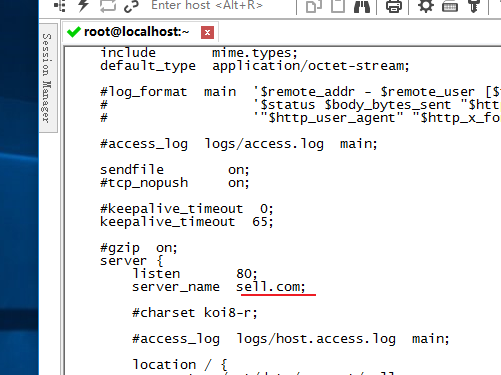 Enter host <Alt+R>
root@localhost:~
Session Manager
include mime.types;
default_type application/octet-stream;
#log_format main '$remote_addr - $remote_user [$
# '$status $body_bytes_sent "$htt
# '"$http_user_agent" "$http_x_fo
#access_log logs/access.log main;
sendfile on;
#tcp_nopush on;
#keepalive_timeout 0;
keepalive_timeout 65;
#gzip on;
server {
listen 80;
server_name sell.com;
#charset koi8-r;
#access_log logs/host.access.log main;
location / {